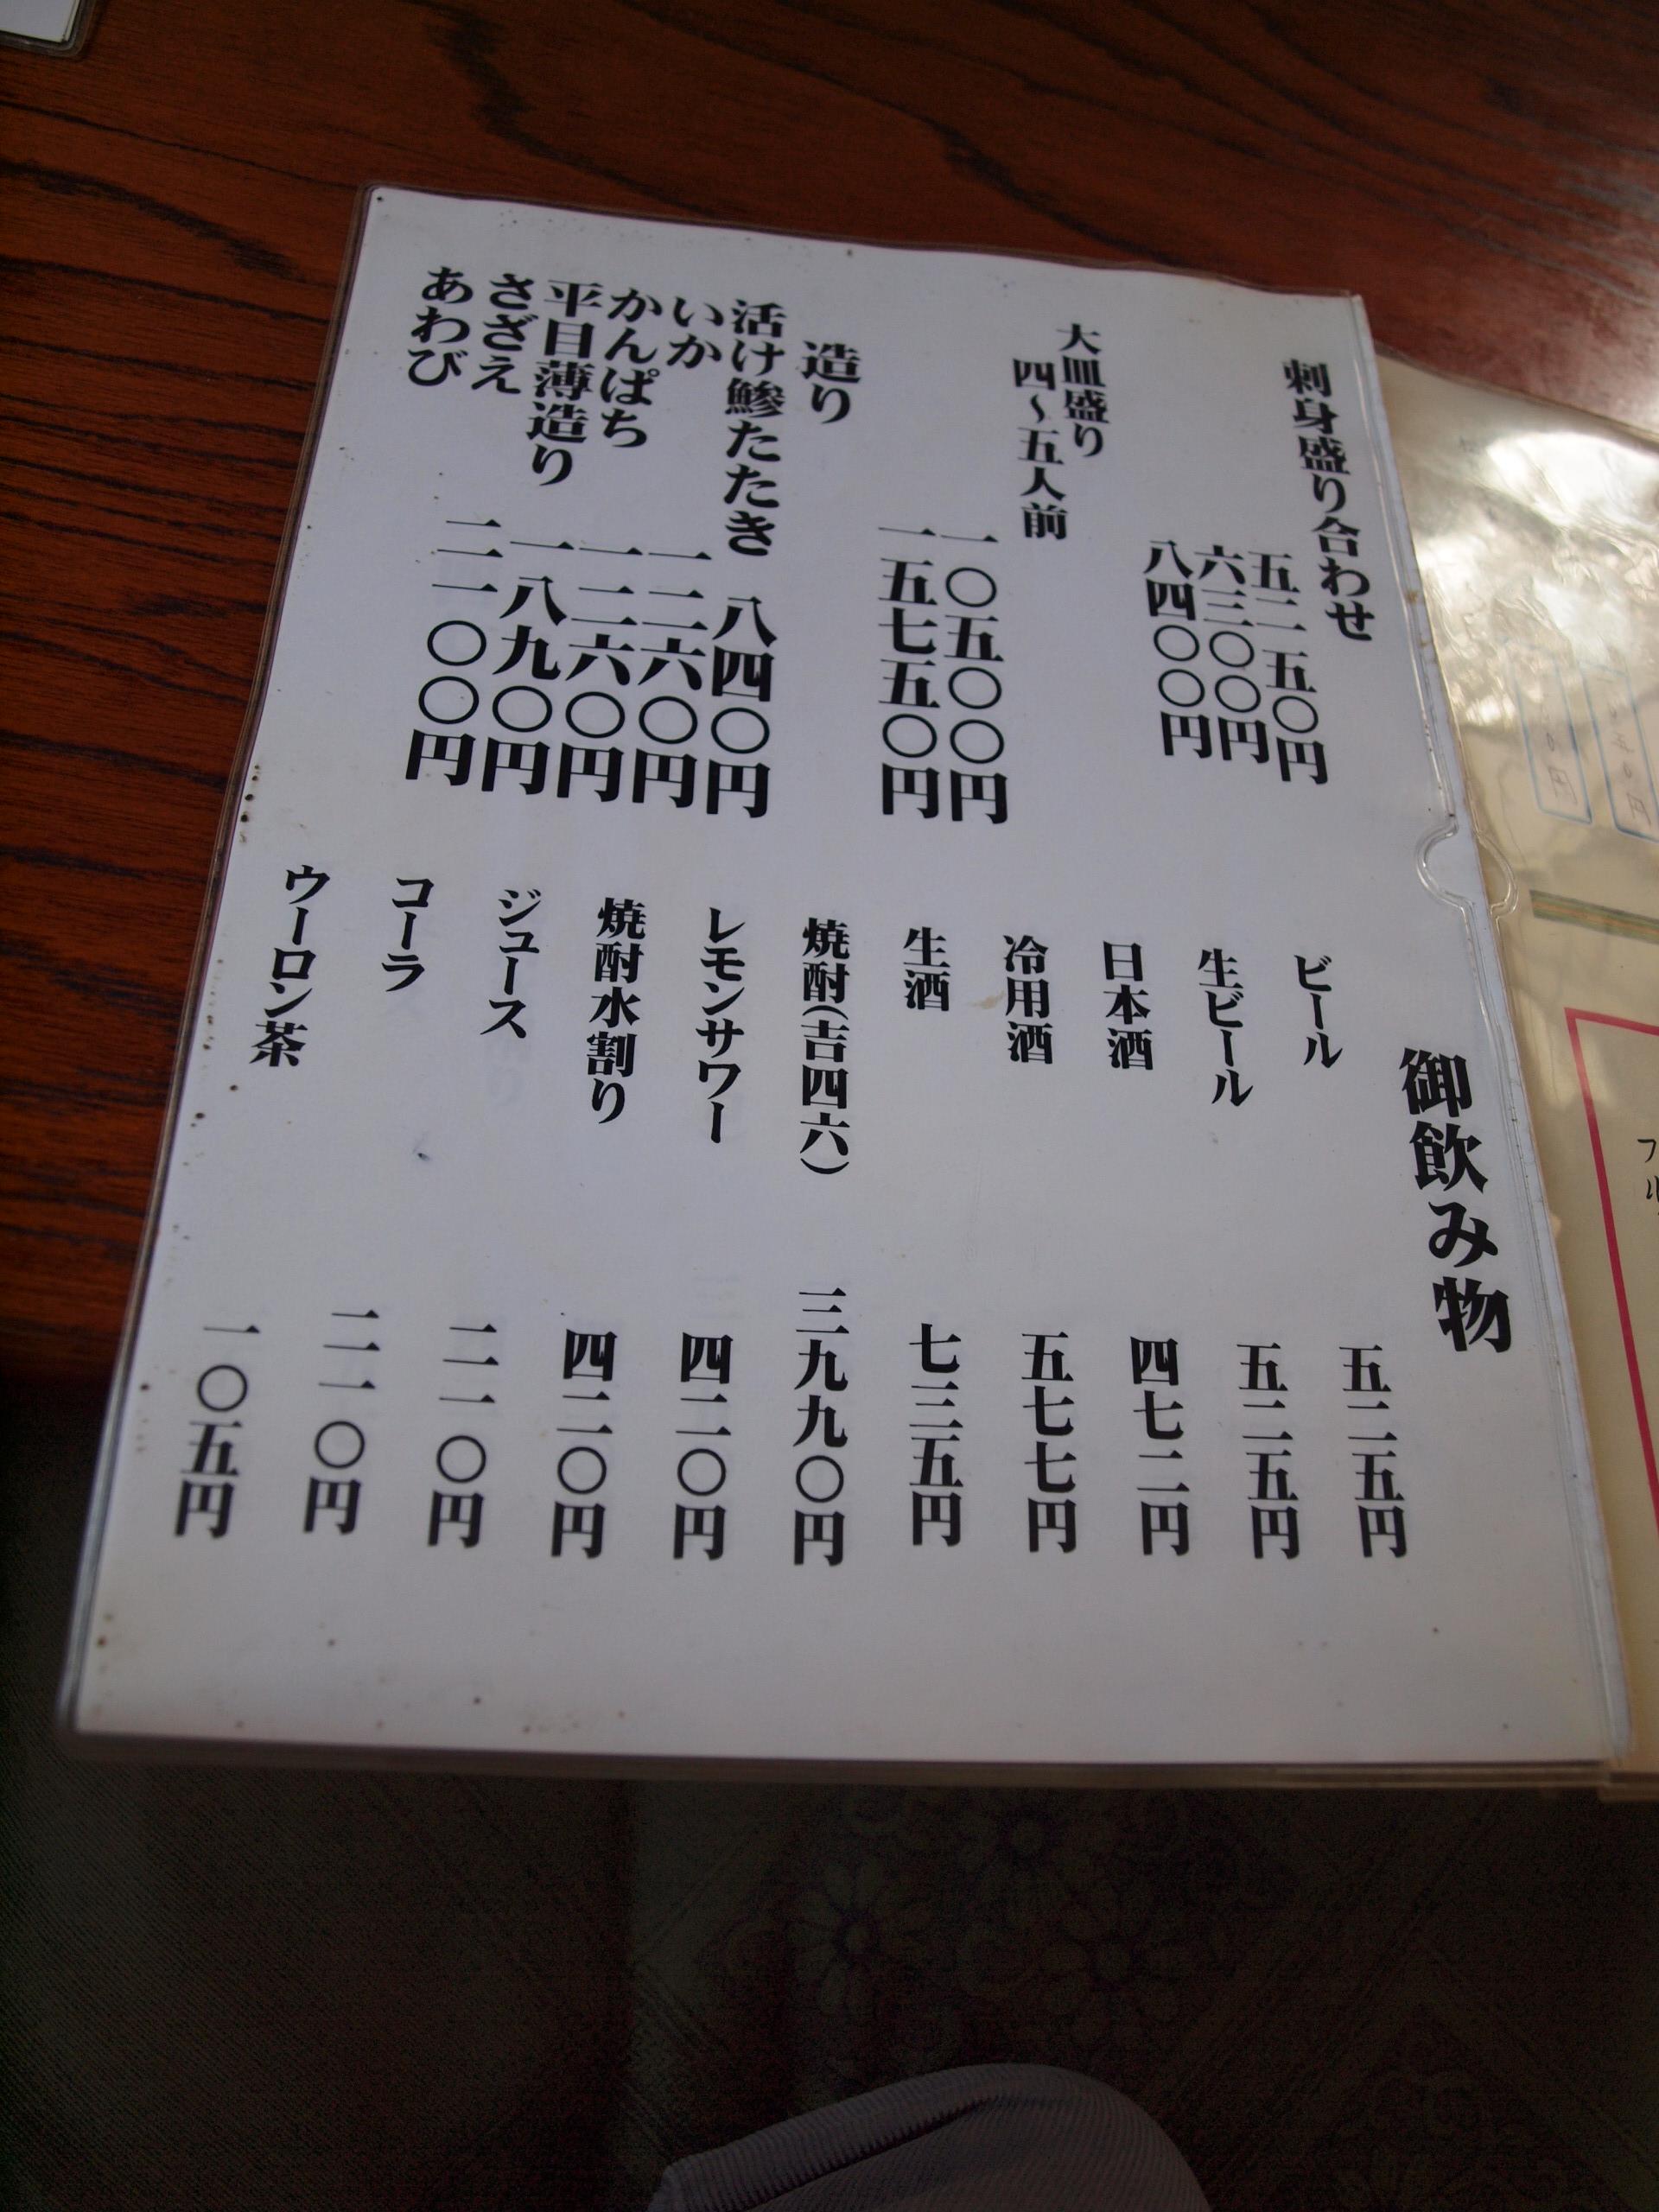 刺身盛り合わせ
五二五〇円
六三〇〇円
八四〇〇円
大皿盛り
四〜五人前
一〇五〇〇円
一五七五〇円
造り
活け鯵たたき 八四〇円
いか 一二六〇円
かんぱち 一二六〇円
平目薄造り 一八九〇円
さざえ
あわび 二一〇〇円
御飲み物
ビール 五二五円
生ビール 五二五円
日本酒 四七二円
冷用酒 五七七円
生酒 七三五円
焼酎(吉四六) 三九九〇円
レモンサワー 四二〇円
焼酎水割り 四二〇円
ジュース 二一〇円
コーラ 二一〇円
ウーロン茶 一〇五円